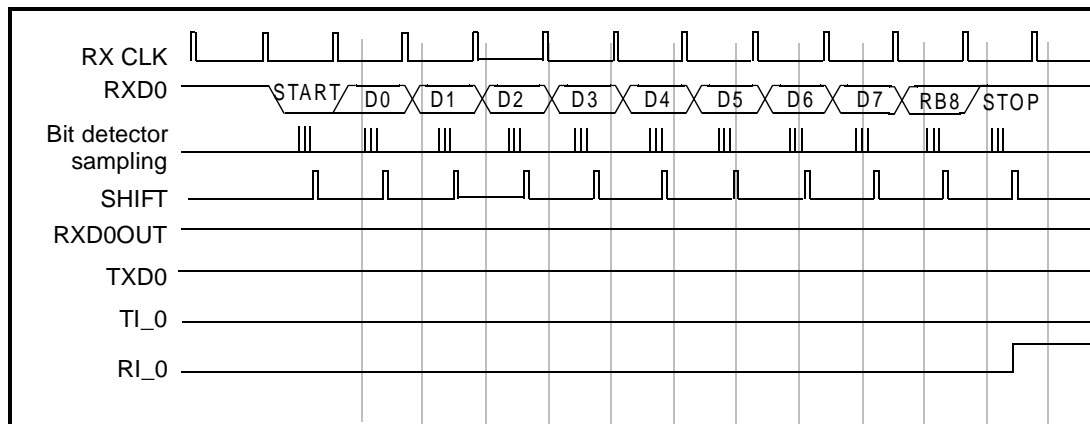 RX CLK
RXD0
START D0 D1 D2 D3 D4 D5 D6 D7 RB8 STOP
Bit detector
sampling
SHIFT
RXD0OUT
TXD0
TI_0
RI_0